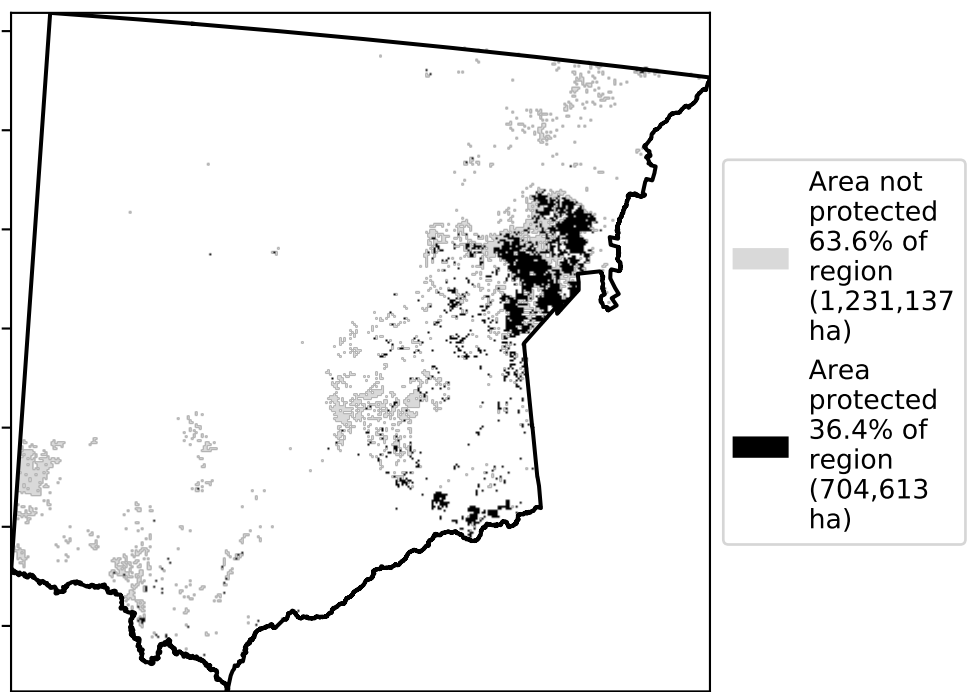 Area not
protected
63.6% of
region
(1,231,137
ha)
Area
protected
36.4% of
region
(704,613
ha)